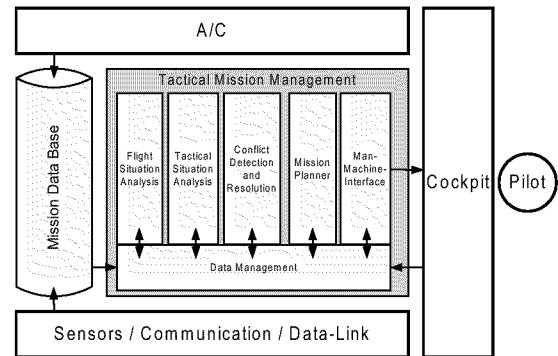 A/C
Tactical Mission Management
Mission Data Base
Flight
Situation
Analysis
Tactical
Situation
Analysis
Conflict
Detection
and
Resolution
Mission
Planner
Man-
Machine-
Interface
Data Management
Cockpit
Pilot
Sensors / Communication / Data-Link